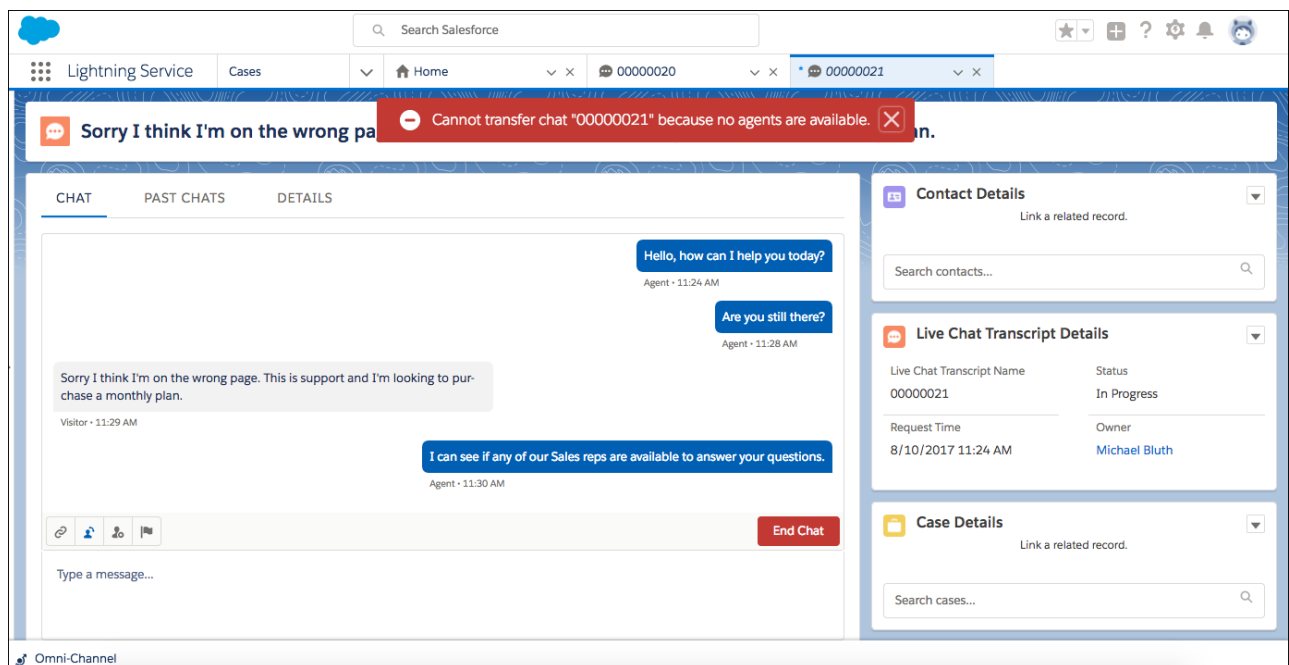 Search Salesforce
Lightning Service
Cases
Home
00000020
* 00000021
Sorry I think I'm on the wrong pa
Cannot transfer chat "00000021" because no agents are available.
n.
CHAT
PAST CHATS
DETAILS
Hello, how can I help you today?
Agent • 11:24 AM
Are you still there?
Agent • 11:28 AM
Sorry I think I'm on the wrong page. This is support and I'm looking to pur-
chase a monthly plan.
Visitor • 11:29 AM
I can see if any of our Sales reps are available to answer your questions.
Agent • 11:30 AM
End Chat
Type a message...
Contact Details
Link a related record.
Search contacts...
Live Chat Transcript Details
Live Chat Transcript Name
Status
00000021
In Progress
Request Time
Owner
8/10/2017 11:24 AM
Michael Bluth
Case Details
Link a related record.
Search cases...
Omni-Channel